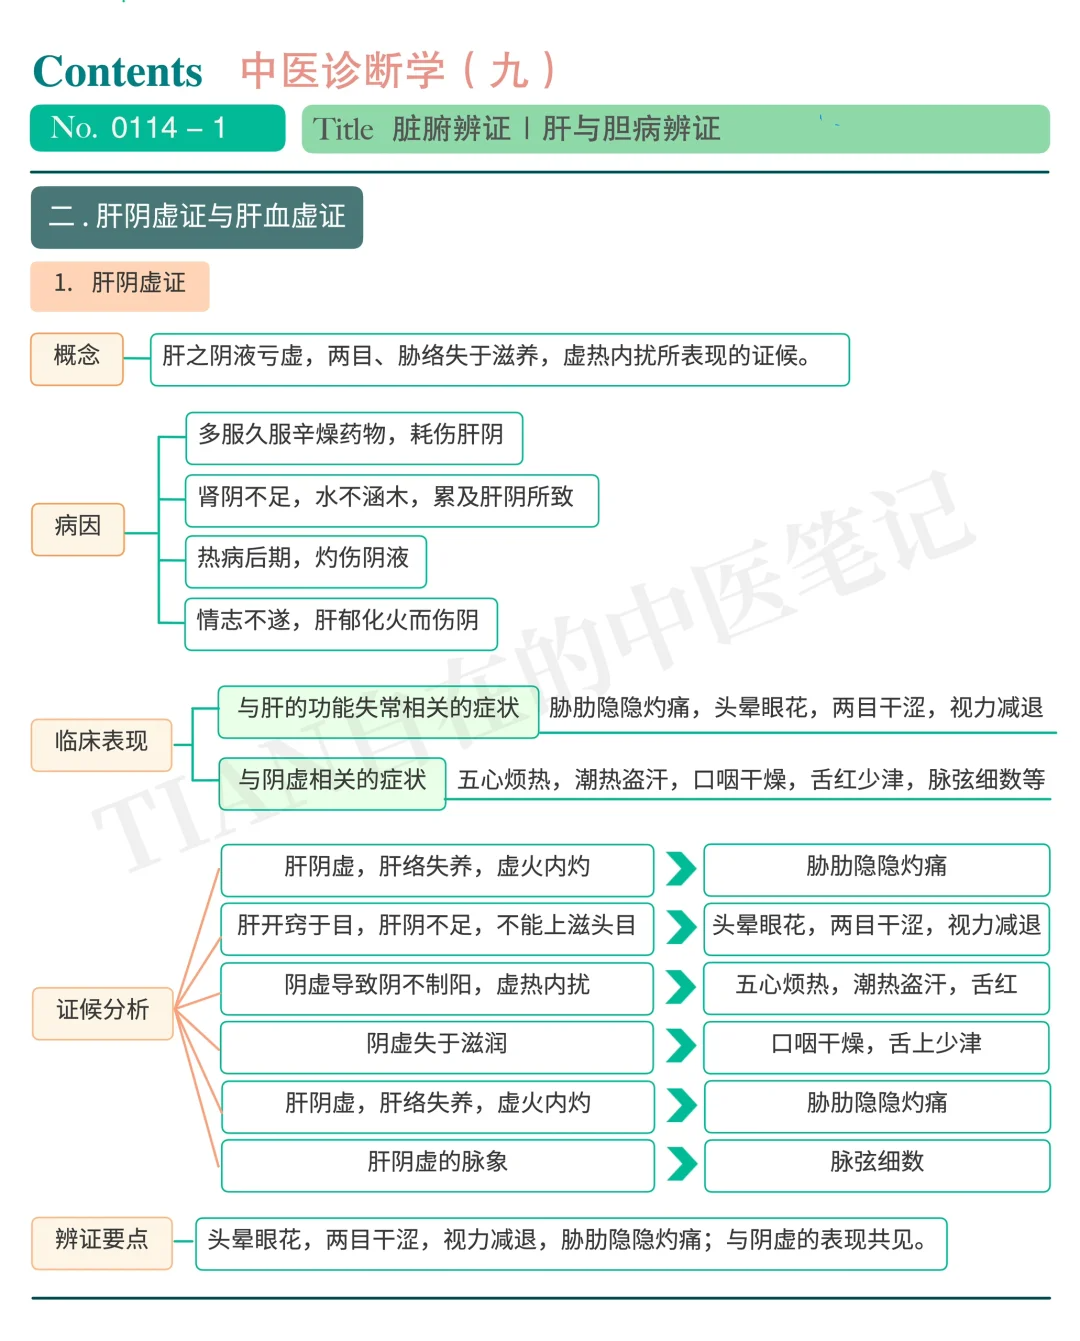 Contents 中医诊断学（九）
No. 0114 – 1
Title 脏腑辨证 | 肝与胆病辨证
二 . 肝阴虚证与肝血虚证
1. 肝阴虚证
概念
肝之阴液亏虚，两目、胁络失于滋养，虚热内扰所表现的证候。
病因
多服久服辛燥药物，耗伤肝阴
肾阴不足，水不涵木，累及肝阴所致
热病后期，灼伤阴液
情志不遂，肝郁化火而伤阴
临床表现
与肝的功能失常相关的症状 胁肋隐隐灼痛，头晕眼花，两目干涩，视力减退
与阴虚相关的症状 五心烦热，潮热盗汗，口咽干燥，舌红少津，脉弦细数等
证候分析
肝阴虚，肝络失养，虚火内灼 胁肋隐隐灼痛
肝开窍于目，肝阴不足，不能上滋头目 头晕眼花，两目干涩，视力减退
阴虚导致阴不制阳，虚热内扰 五心烦热，潮热盗汗，舌红
阴虚失于滋润 口咽干燥，舌上少津
肝阴虚，肝络失养，虚火内灼 胁肋隐隐灼痛
肝阴虚的脉象 脉弦细数
辨证要点
头晕眼花，两目干涩，视力减退，胁肋隐隐灼痛；与阴虚的表现共见。
TIAN自在的中医笔记